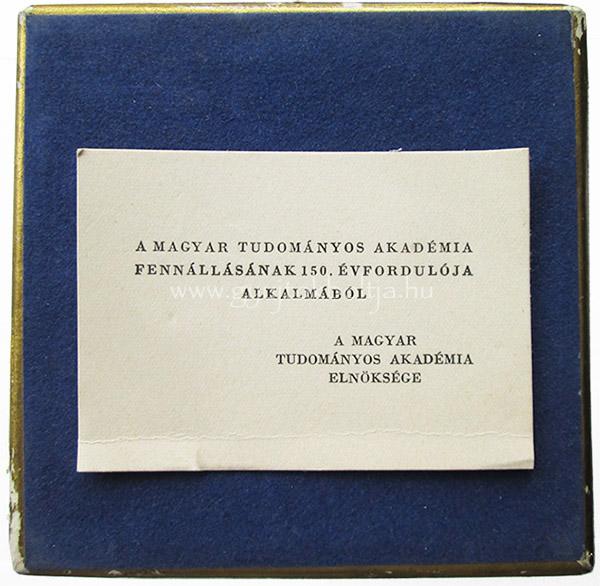 A MAGYAR TUDOMÁNYOS AKADÉMIA
FENNÁLLÁSÁNAK 150. ÉVFORDULÓJA
ALKALMÁBÓL
A MAGYAR
TUDOMÁNYOS AKADÉMIA
ELNÖKSÉGE